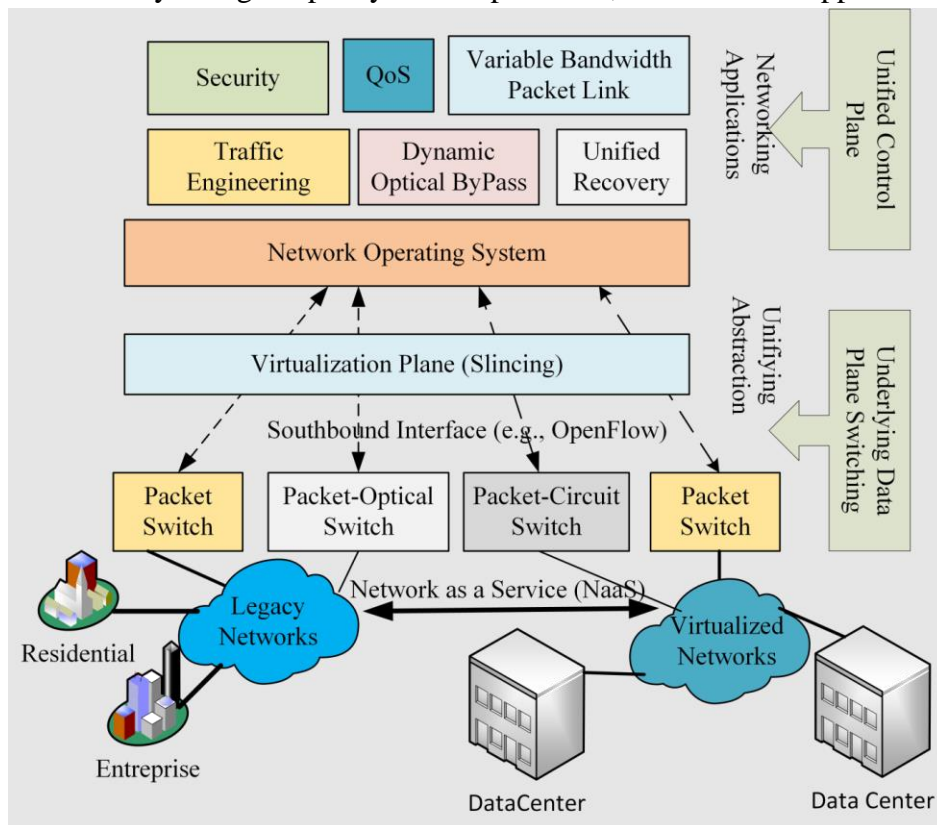 Security
QoS
Variable Bandwidth
Packet Link
Traffic
Engineering
Dynamic
Optical ByPass
Unified
Recovery
Networking
Applications
Unified Control
Plane
Network Operating System
Virtualization Plane (Slincing)
Unifiying
Abstraction
Underlying Data
Plane Switching
Southbound Interface (e.g., OpenFlow)
Packet
Switch
Packet-Optical
Switch
Packet-Circuit
Switch
Packet
Switch
Network as a Service (NaaS)
Legacy
Networks
Virtualized
Networks
Residential
Entreprise
DataCenter
Data Center